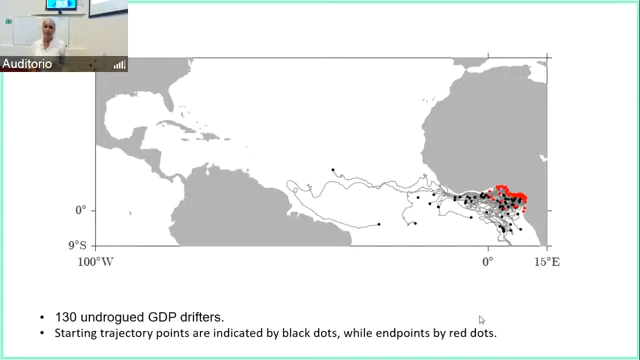 Auditorio
0°
9°S
100°W
0°
15°E
• 130 undrogued GDP drifters.
• Starting trajectory points are indicated by black dots, while endpoints by red dots.